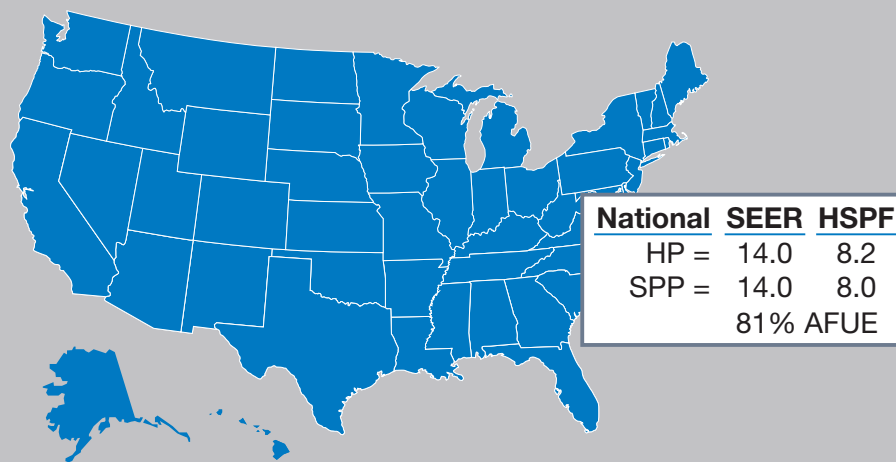 National SEER HSPF
HP = 14.0 8.2
SPP = 14.0 8.0
81% AFUE